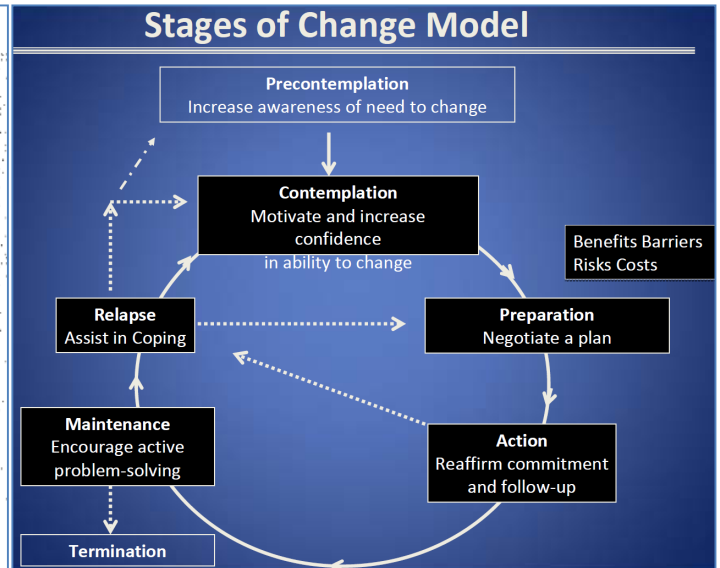 Stages of Change Model
Precontemplation
Increase awareness of need to change
Contemplation
Motivate and increase
confidence
in ability to change
Benefits Barriers
Risks Costs
Relapse
Assist in Coping
Preparation
Negotiate a plan
Maintenance
Encourage active
problem-solving
Action
Reaffirm commitment
and follow-up
Termination